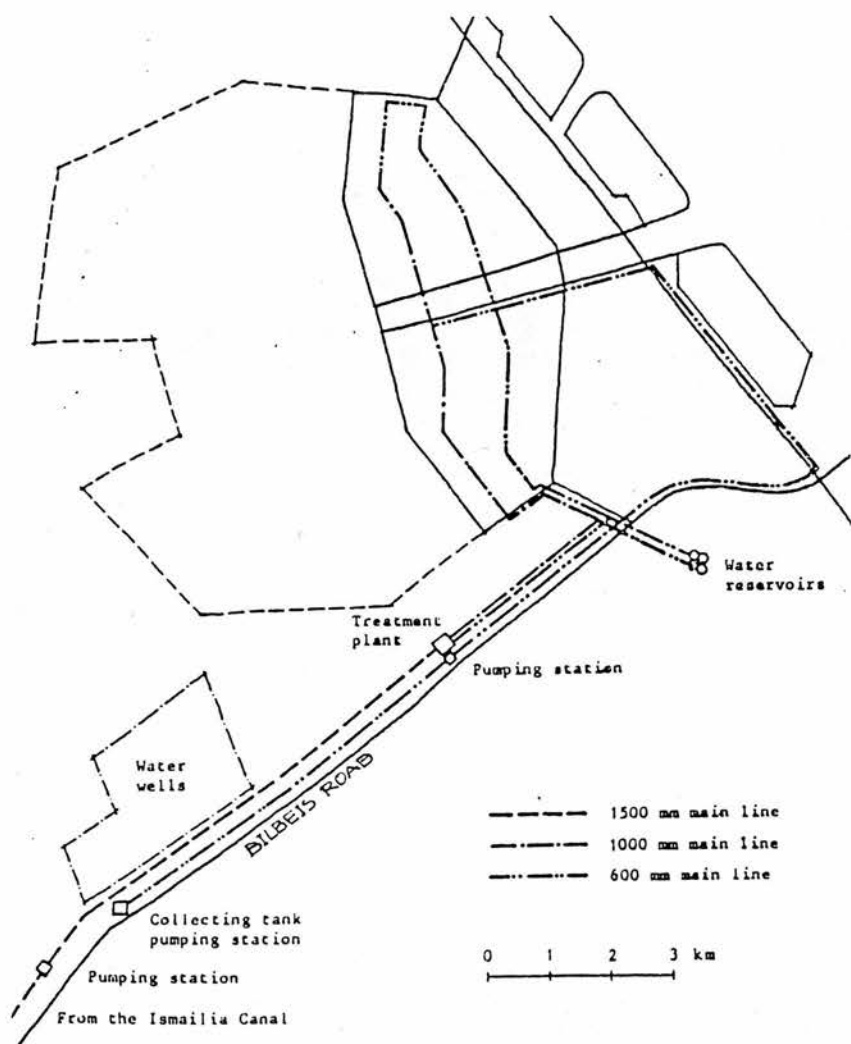 Water
reservoirs
Treatment
plant
Pumping station
Water
wells
BILBEIS ROAD
1500 mm main line
1000 mm main line
600 mm main line
Collecting tank
pumping station
0 1 2 3 km
Pumping station
From the Ismailia Canal